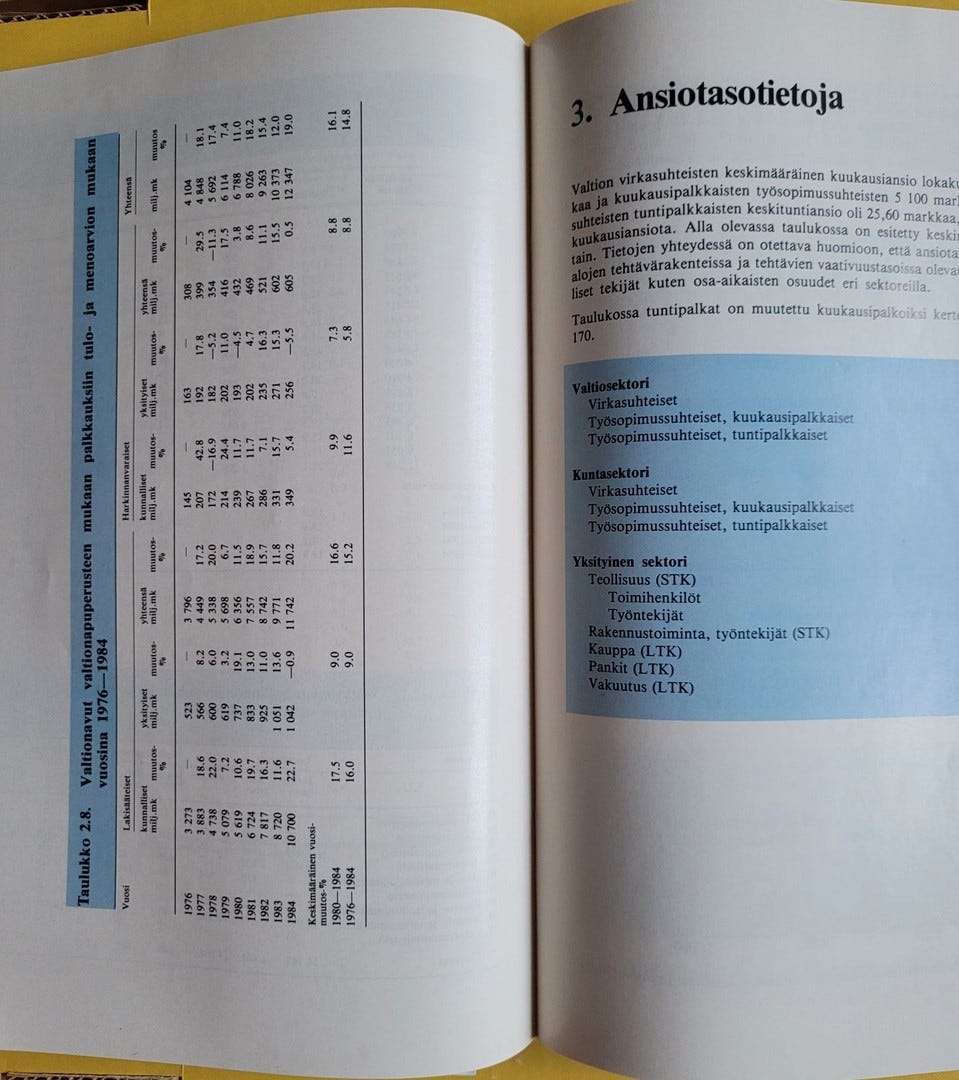 Taulukko 2.8. Valtionavut valtionapuperusteen mukaan palkkauksiin tulo- ja menoarvion mukaan
vuosina 1976—1984
Vuosi Lakisääteiset Harkinnanvaraiset Yhteensä
kunnalliset muutos- yksityiset muutos- yhteensä muutos- kunnalliset muutos- yksityiset muutos- yhteensä muutos- milj.mk muutos
milj.mk % milj.mk % milj.mk % milj.mk % milj.mk % milj.mk % %
1976 3 273 — 523 — 3 796 — 145 — 163 — 308 — 4 104 —
1977 3 883 18.6 566 8.2 4 449 17.2 207 42.8 192 17.8 399 29.5 4 848 18.1
1978 4 738 22.0 600 6.0 5 338 20.0 172 —16.9 182 —5.2 354 —11.3 5 692 17.4
1979 5 079 7.2 619 3.2 5 698 6.7 214 24.4 202 11.0 416 17.5 6 114 7.4
1980 5 619 10.6 737 19.1 6 356 11.5 239 11.7 193 —4.5 432 3.8 6 788 11.0
1981 6 724 19.7 833 13.0 7 557 18.9 267 11.7 202 4.7 469 8.6 8 026 18.2
1982 7 817 16.3 925 11.0 8 742 15.7 286 7.1 235 16.3 521 11.1 9 263 15.4
1983 8 720 11.6 1 051 13.6 9 771 11.8 331 15.7 271 15.3 602 15.5 10 373 12.0
1984 10 700 22.7 1 042 —0.9 11 742 20.2 349 5.4 256 —5.5 605 0.5 12 347 19.0
Keskimääräinen vuosi-
muutos-%
1980—1984 17.5 9.0 16.6 9.9 7.3 8.8 16.1
1976—1984 16.0 9.0 15.2 11.6 5.8 8.8 14.8
3. Ansiotasotietoja
Valtion virkasuhteisten keskimääräinen kuukausiansio
kaa ja kuukausipalkkaisten työsopimussuhteisten 5 100
suhteisten tuntipalkkaisten keskituntiansio oli 25,60 markkaa,
kuukausiansiota. Alla olevassa taulukossa on esitetty
tain. Tietojen yhteydessä on otettava huomioon, että
alojen tehtävärakenteissa ja tehtävien vaativuustasoissa
liset tekijät kuten osa-aikaisten osuudet eri sektoreilla.
Taulukossa tuntipalkat on muutettu kuukausipalkoiksi
170.
Valtiosektori
Virkasuhteiset
Työsopimussuhteiset, kuukausipalkkaiset
Työsopimussuhteiset, tuntipalkkaiset
Kuntasektori
Virkasuhteiset
Työsopimussuhteiset, kuukausipalkkaiset
Työsopimussuhteiset, tuntipalkkaiset
Yksityinen sektori
Teollisuus (STK)
Toimihenkilöt
Työntekijät
Rakennustoiminta, työntekijät (STK)
Kauppa (LTK)
Pankit (LTK)
Vakuutus (LTK)